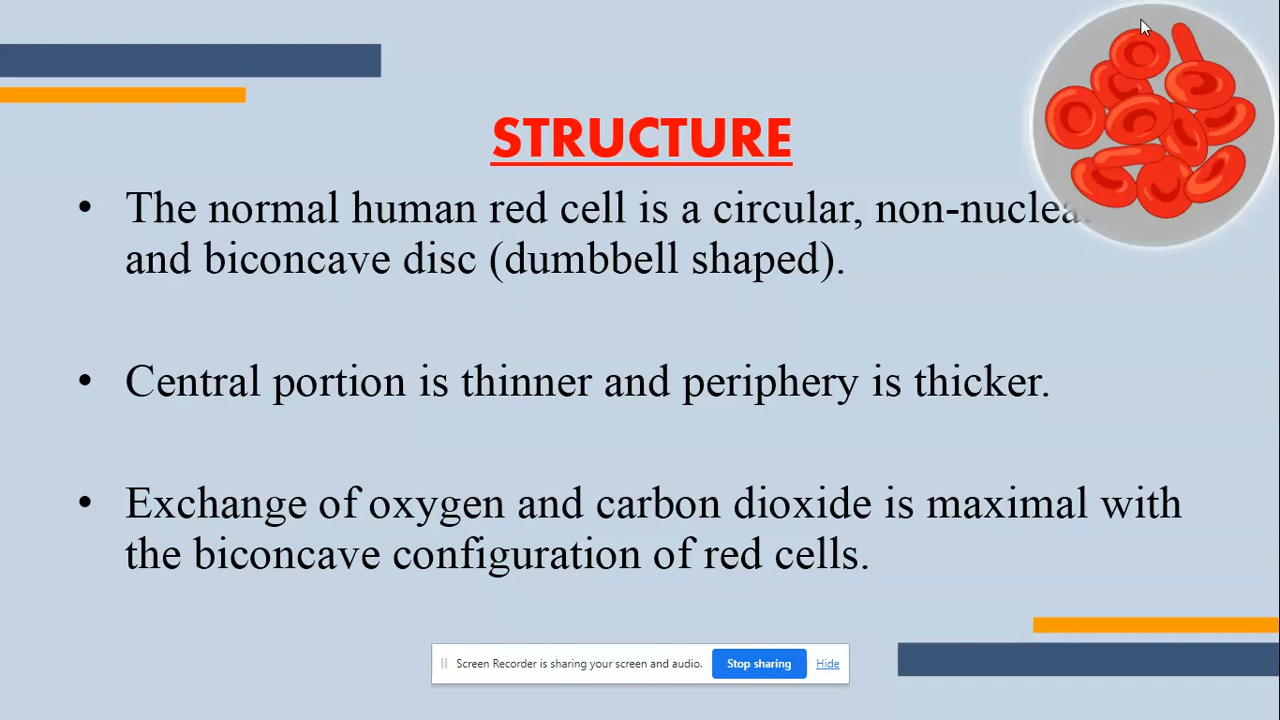 STRUCTURE
• The normal human red cell is a circular,
and biconcave disc (dumbbell shaped).
• Central portion is thinner and periphery is thicker.
• Exchange of oxygen and carbon dioxide is maximal with
the biconcave configuration of red cells.
Screen Recorder is sharing your screen and audio. Stop sharing Hide